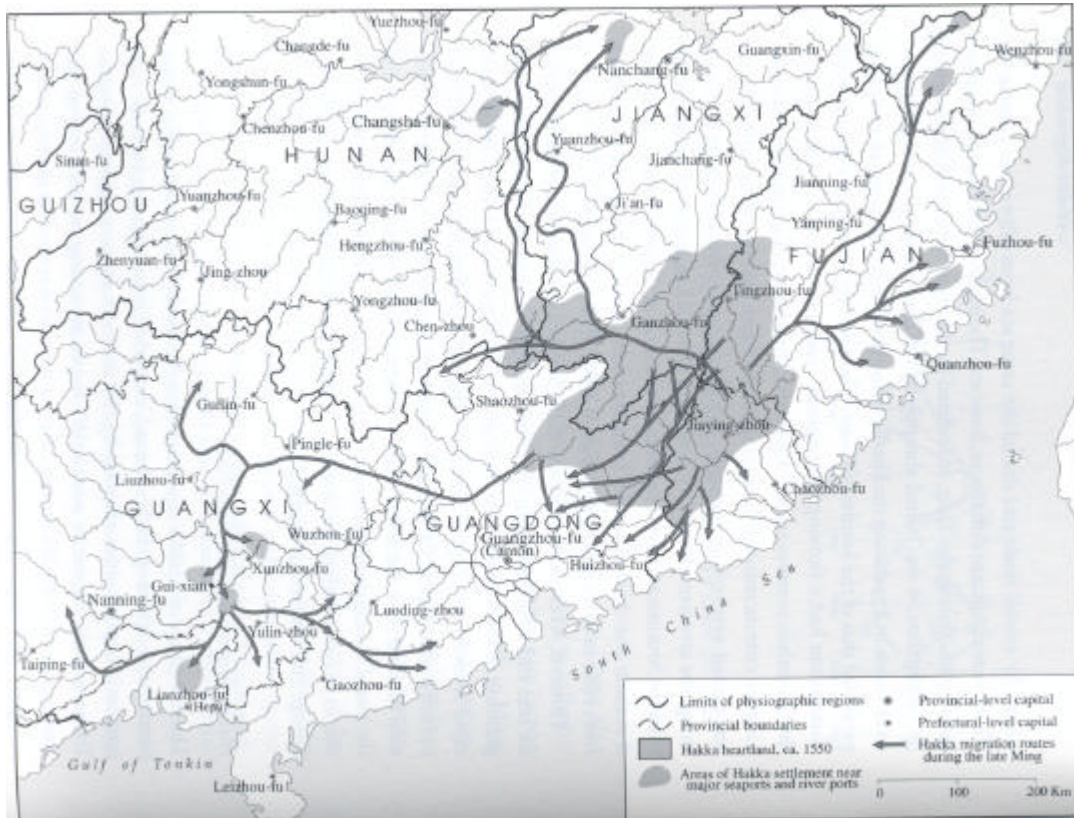 Yuezhou-fu
Changde-fu
Guangxin-fu
Wenzhou-fu
Yongshun-fu
Nanchang-fu
Chenzhou-fu
Changsha-fu
JIANGXI
Yuanzhou-fu
HUNAN
Jianchang-fu
Sinan-fu
Jianning-fu
GUIZHOU
Yuanzhou-fu
Baoqing-fu
Ji'an-fu
Yanping-fu
Hengzhou-fu
Fuzhou-fu
Zhenyuan-fu
Jing-zhou
FUJIAN
Tingzhou-fu
Yongzhou-fu
Ganzhou-fu
Chen-zhou
Quanzhou-fu
Guilin-fu
Shaozhou-fu
Jiaying-zhou
Pingle-fu
Liuzhou-fu
Chaozhou-fu
GUANGXI
GUANGDONG
Wuzhou-fu
Guangzhou-fu
(Canton)
Huizhou-fu
Xunzhou-fu
Gui-xian
Nanning-fu
Luoding-zhou
Yulin-zhou
South China Sea
Taiping-fu
Gaozhou-fu
Lianzhou-fu
Hepu
Gulf of Tonkin
Leizhou-fu
Limits of physiographic regions
Provincial boundaries
Hakka heartland, ca. 1550
Areas of Hakka settlement near
major seaports and river ports
Provincial-level capital
Prefectural-level capital
Hakka migration routes
during the late Ming
0 100 200 Km